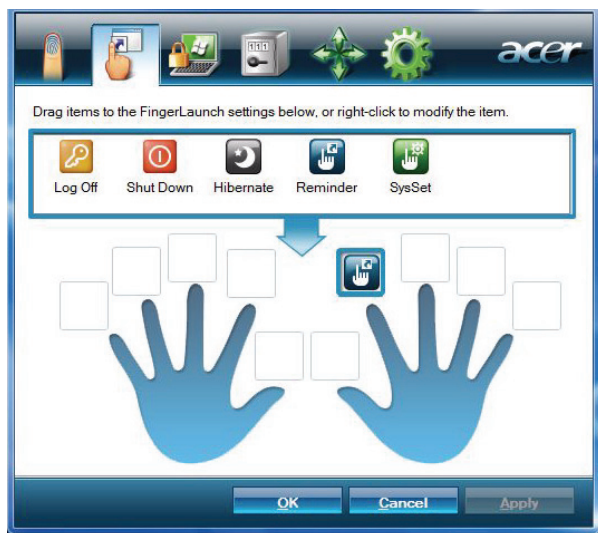 acer
Drag items to the FingerLaunch settings below, or right-click to modify the item.
Log Off Shut Down Hibernate Reminder SysSet
OK Cancel Apply